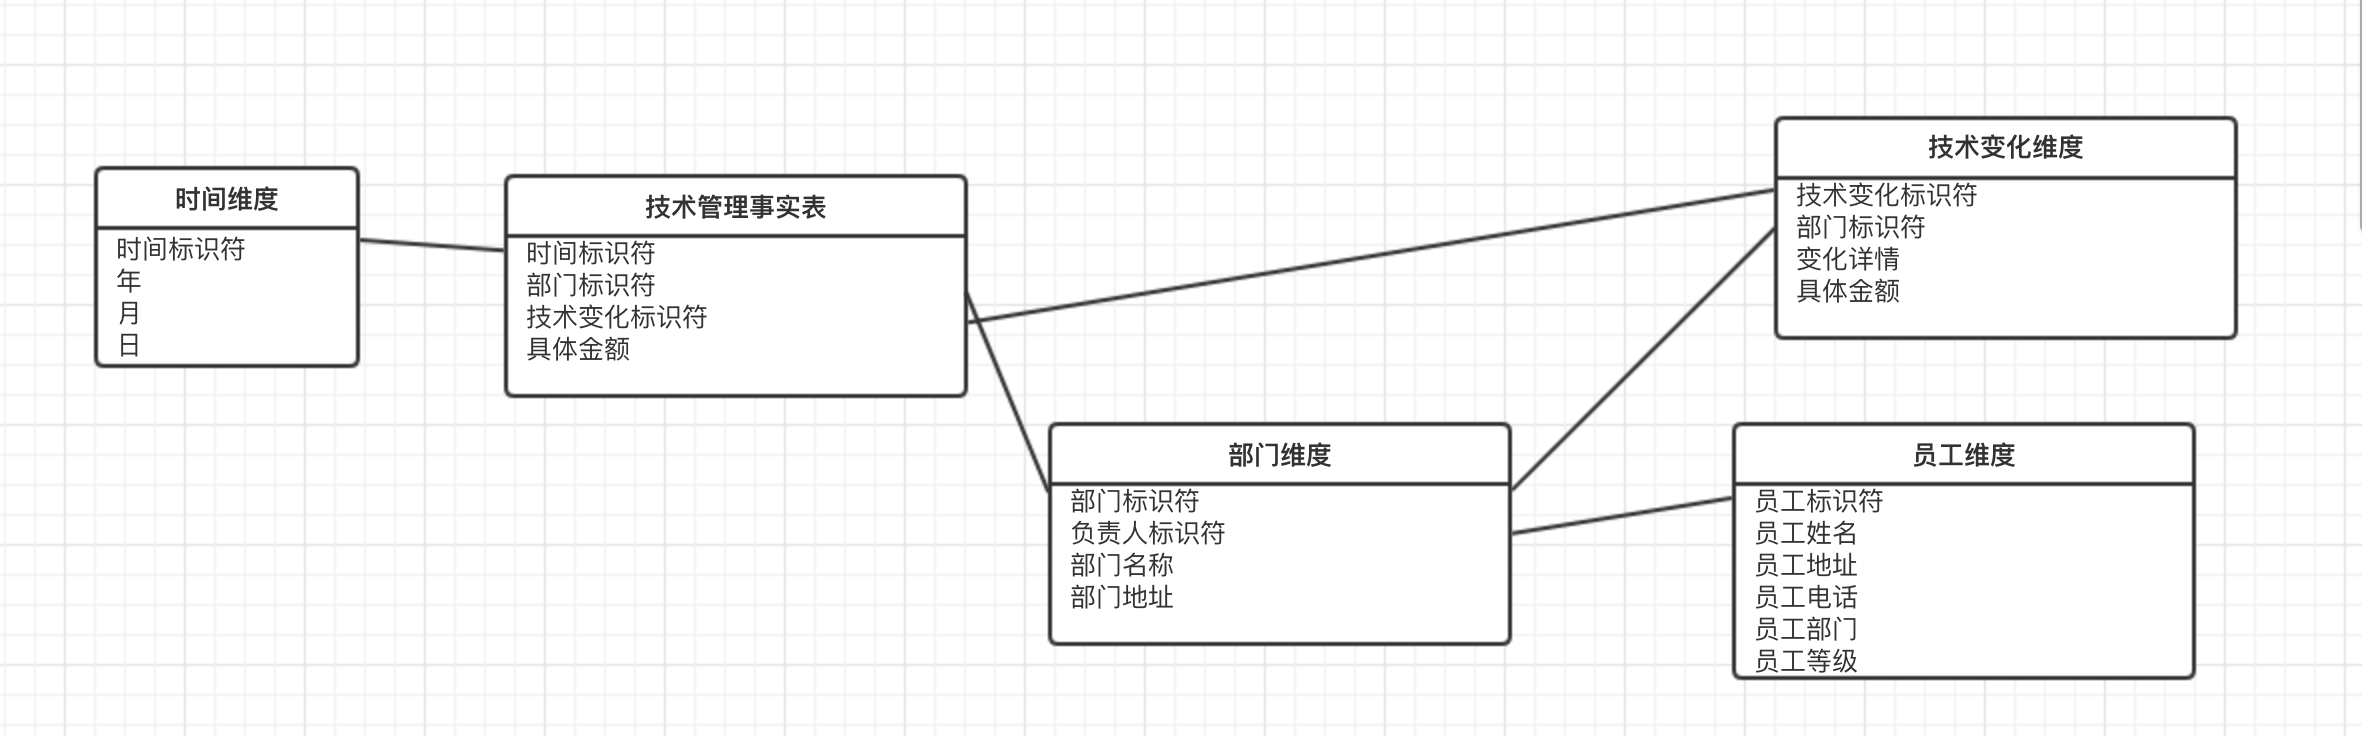 时间维度
时间标识符
年
月
日
技术管理事实表
时间标识符
部门标识符
技术变化标识符
具体金额
技术变化维度
技术变化标识符
部门标识符
变化详情
具体金额
部门维度
部门标识符
负责人标识符
部门名称
部门地址
员工维度
员工标识符
员工姓名
员工地址
员工电话
员工部门
员工等级